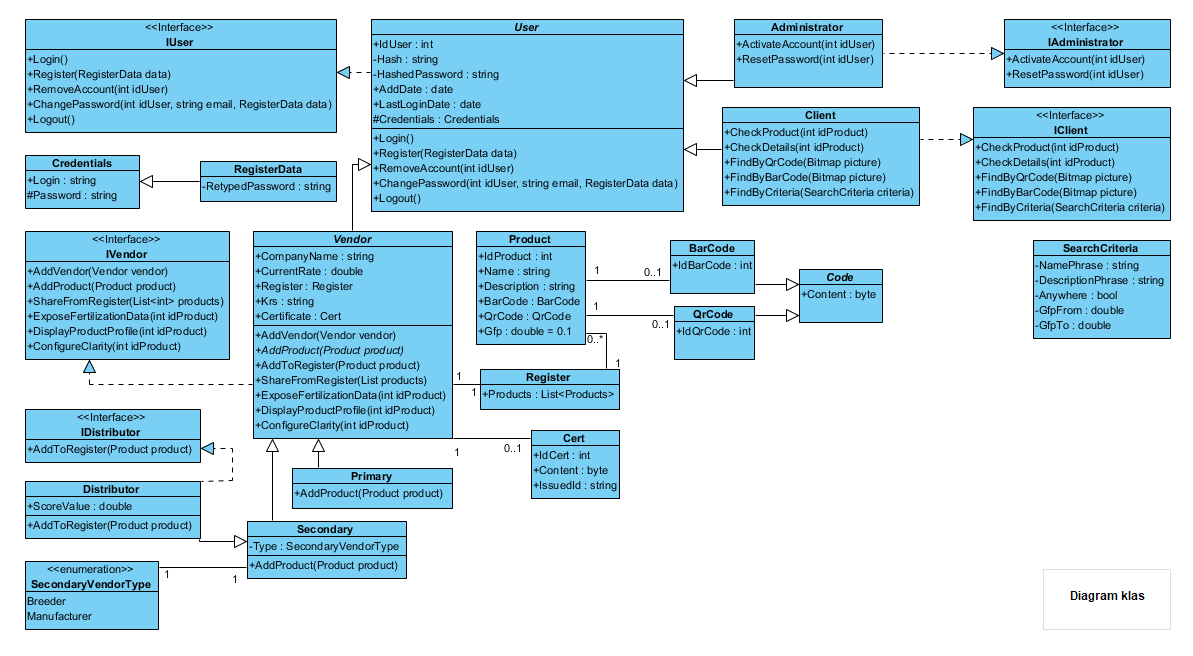 <<Interface>>
IUser
+Login()
+Register(RegisterData data)
+RemoveAccount(int idUser)
+ChangePassword(int idUser, string email, RegisterData data)
+Logout()
User
+IdUser : int
-Hash : string
-HashedPassword : string
+AddDate : date
+LastLoginDate : date
#Credentials : Credentials
+Login()
+Register(RegisterData data)
+RemoveAccount(int idUser)
+ChangePassword(int idUser, string email, RegisterData data)
+Logout()
Administrator
+ActivateAccount(int idUser)
+ResetPassword(int idUser)
<<Interface>>
IAdministrator
+ActivateAccount(int idUser)
+ResetPassword(int idUser)
Client
+CheckProduct(int idProduct)
+CheckDetails(int idProduct)
+FindByQrCode(Bitmap picture)
+FindByBarCode(Bitmap picture)
+FindByCriteria(SearchCriteria criteria)
<<Interface>>
IClient
+CheckProduct(int idProduct)
+CheckDetails(int idProduct)
+FindByQrCode(Bitmap picture)
+FindByBarCode(Bitmap picture)
+FindByCriteria(SearchCriteria criteria)
Credentials
+Login : string
#Password : string
RegisterData
-RetypedPassword : string
<<Interface>>
IVendor
+AddVendor(Vendor vendor)
+AddProduct(Product product)
+ShareFromRegister(List<int> products)
+ExposeFertilizationData(int idProduct)
+DisplayProductProfile(int idProduct)
+ConfigureClarity(int idProduct)
Vendor
+CompanyName : string
+CurrentRate : double
+Register : Register
+Krs : string
+Certificate : Cert
+AddVendor(Vendor vendor)
+AddProduct(Product product)
+AddToRegister(Product product)
+ShareFromRegister(List products)
+ExposeFertilizationData(int idProduct)
+DisplayProductProfile(int idProduct)
+ConfigureClarity(int idProduct)
Product
+IdProduct : int
+Name : string
+Description : string
+BarCode : BarCode
+QrCode : QrCode
+Gfp : double = 0.1
1
0..1
1
0..1
0..*
1
BarCode
+IdBarCode : int
QrCode
+IdQrCode : int
Code
+Content : byte
SearchCriteria
-NamePhrase : string
-DescriptionPhrase : string
-Anywhere : bool
-GfpFrom : double
-GfpTo : double
1
1
Register
+Products : List<Products>
1
0..1
Cert
+IdCert : int
+Content : byte
+IssuedId : string
<<Interface>>
IDistributor
+AddToRegister(Product product)
Distributor
+ScoreValue : double
+AddToRegister(Product product)
Primary
+AddProduct(Product product)
Secondary
-Type : SecondaryVendorType
+AddProduct(Product product)
<<enumeration>>
SecondaryVendorType
Breeder
Manufacturer
1
1
Diagram klas